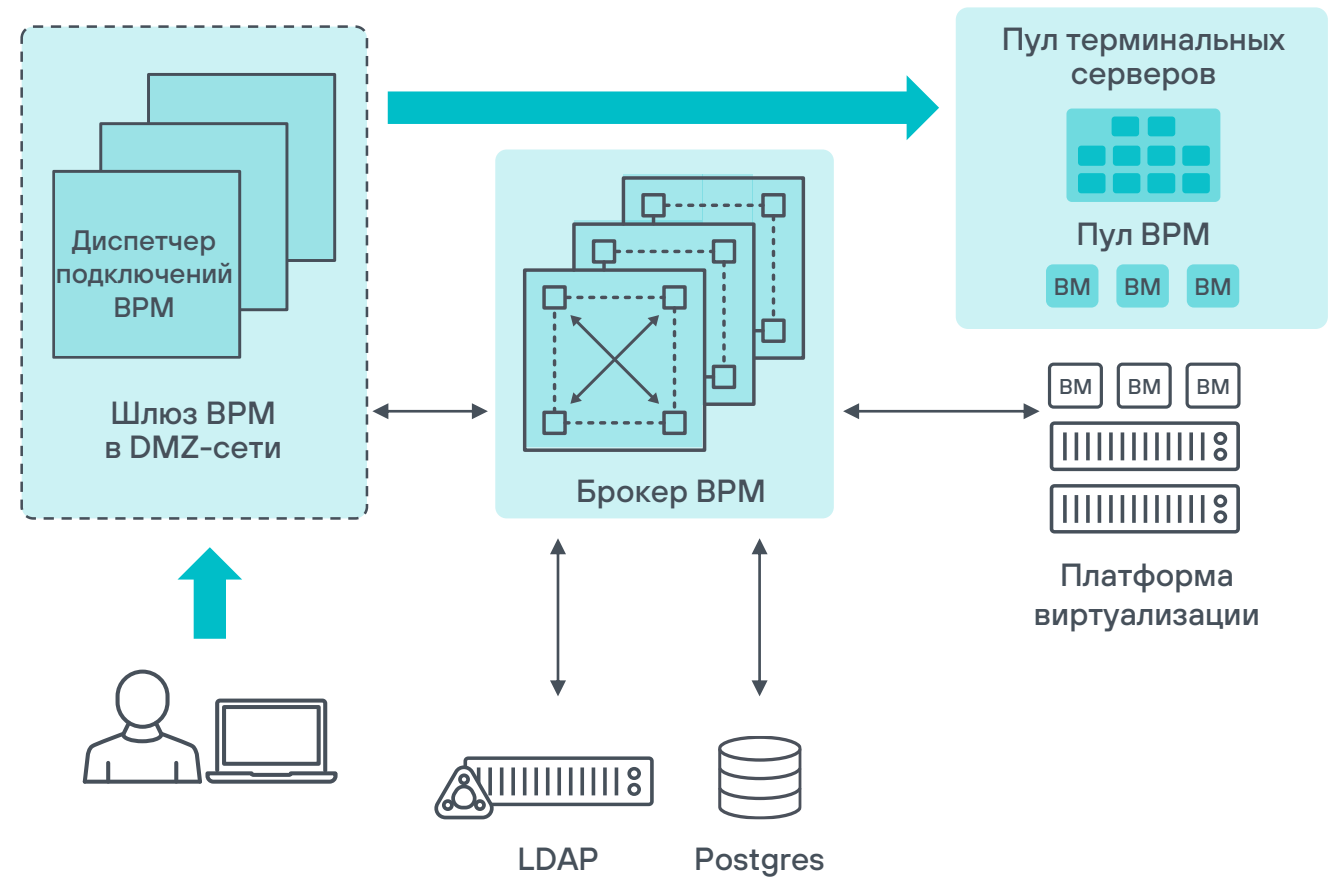 Пул терминальных
серверов
Пул ВРМ
ВМ ВМ ВМ
Диспетчер
подключений
ВРМ
Шлюз ВРМ
в DMZ-сети
Брокер ВРМ
ВМ ВМ ВМ
Платформа
виртуализации
LDAP
Postgres